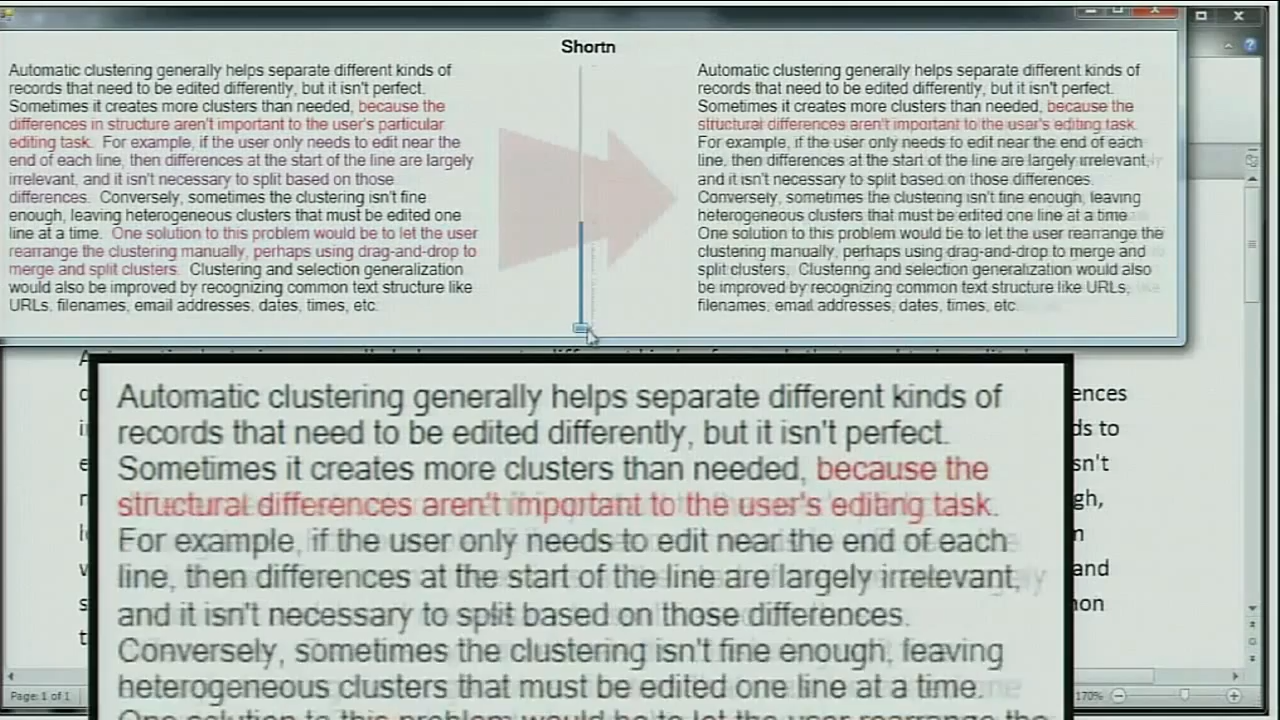 Shortn
Automatic clustering generally helps separate different kinds of
records that need to be edited differently, but it isn't perfect.
Sometimes it creates more clusters than needed, because the
differences in structure aren't important to the user's particular
editing task. For example, if the user only needs to edit near the
end of each line, then differences at the start of the line are largely
irrelevant, and it isn't necessary to split based on those
differences. Conversely, sometimes the clustering isn't fine
enough, leaving heterogeneous clusters that must be edited one
line at a time. One solution to this problem would be to let the user
rearrange the clustering manually, perhaps using drag-and-drop to
merge and split clusters. Clustering and selection generalization
would also be improved by recognizing common text structure like
URLs, filenames, email addresses, dates, times, etc.
Automatic clustering generally helps separate different kinds of
records that need to be edited differently, but it isn't perfect.
Sometimes it creates more clusters than needed, because the
structural differences aren't important to the user's editing task.
For example, if the user only needs to edit near the end of each
line, then differences at the start of the line are largely irrelevant,
and it isn't necessary to split based on those differences.
Conversely, sometimes the clustering isn't fine enough, leaving
heterogeneous clusters that must be edited one line at a time.
One solution to this problem would be to let the user rearrange the
clustering manually, perhaps using drag-and-drop to merge and
split clusters. Clustering and selection generalization would also
be improved by recognizing common text structure like URLs,
filenames, email addresses, dates, times, etc.
Automatic clustering generally helps separate different kinds of
records that need to be edited differently, but it isn't perfect.
Sometimes it creates more clusters than needed, because the
structural differences aren't important to the user's editing task.
For example, if the user only needs to edit near the end of each
line, then differences at the start of the line are largely irrelevant,
and it isn't necessary to split based on those differences.
Conversely, sometimes the clustering isn't fine enough, leaving
heterogeneous clusters that must be edited one line at a time.
One solution to this problem would be to let the user rearrange the
ences
ds to
sn't
gh,
n
and
non
Page: 1 of 1
170%